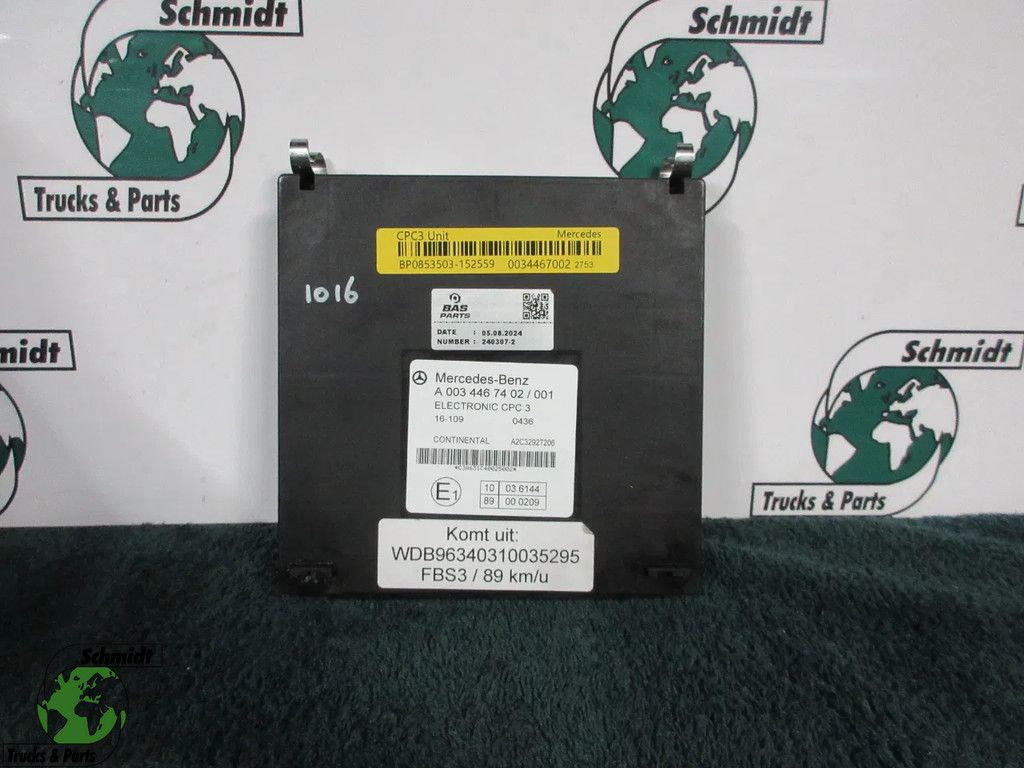 Schmidt
Trucks & Parts
Schmidt
midt
Schmidt
Trucks & Parts
CPC3 Unit Mercedes
BP0853503-152559 0034467002 2753
1016
BAS
PARTS
DATE : 05.08.2024
NUMBER : 240307-2
Mercedes-Benz
A 003 446 74 02 / 001
ELECTRONIC CPC 3
16-109 0436
CONTINENTAL A2C32927206
*C3A631C40025002*
E1
10 03 6144
89 00 0209
Komt uit:
WDB96340310035295
FBS3 / 89 km/u
Schmidt
Trucks & Parts